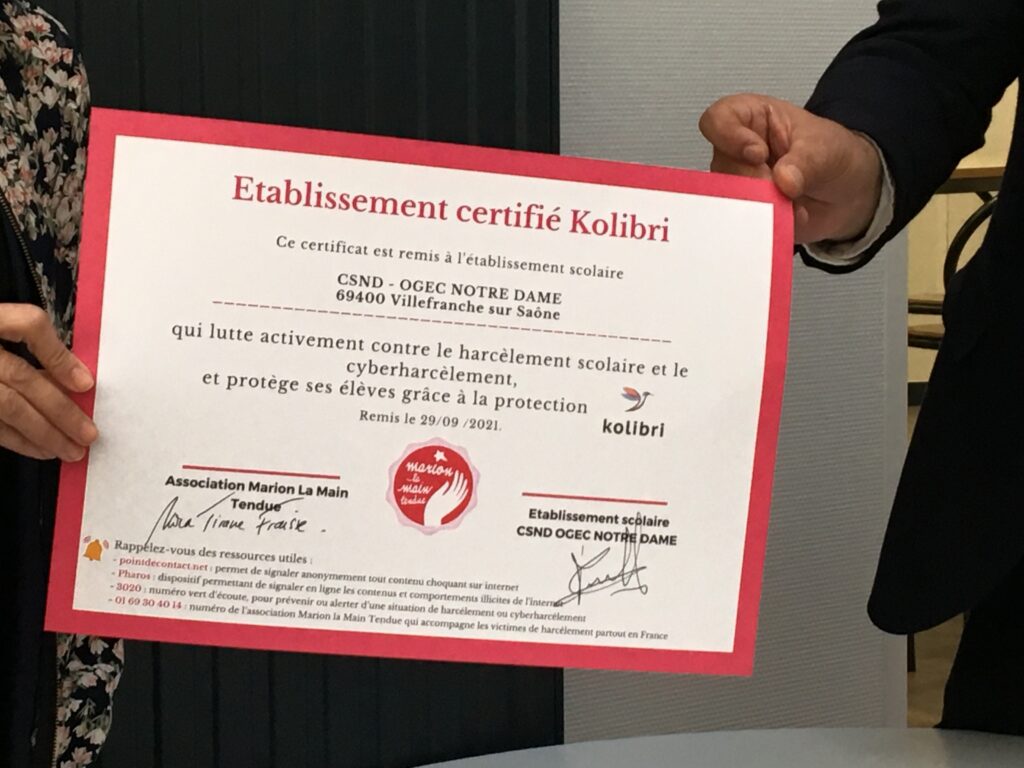 Etablissement certifié Kolibri
Ce certificat est remis à l'établissement scolaire
CSND - OGEC NOTRE DAME
69400 Villefranche sur Saône
qui lutte activement contre le harcèlement scolaire et le
cyberharcèlement,
et protège ses élèves grâce à la protection
kolibri
Remis le 29/09 /2021.
marion
la
main
tendue
Association Marion La Main
Tendue
Etablissement scolaire
CSND OGEC NOTRE DAME
Rappelez-vous des ressources utiles :
- pointdecontact.net : permet de signaler anonymement tout contenu choquant sur internet
- Pharos : dispositif permettant de signaler en ligne les contenus et comportements illicites de l'internet
- 3020 : numéro vert d'écoute, pour prévenir ou alerter d'une situation de harcèlement ou cyberharcèlement
- 01 69 30 40 14 : numéro de l'association Marion la Main Tendue qui accompagne les victimes de harcèlement partout en France